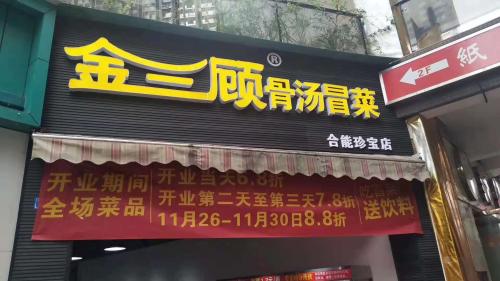 金三顾®骨汤冒菜
合能珍宝店
2F
紙
开业期间
全场菜品
开业当天6.8折
开业第二天至第三天7.8折
11月26-11月30日8.8折
送饮料